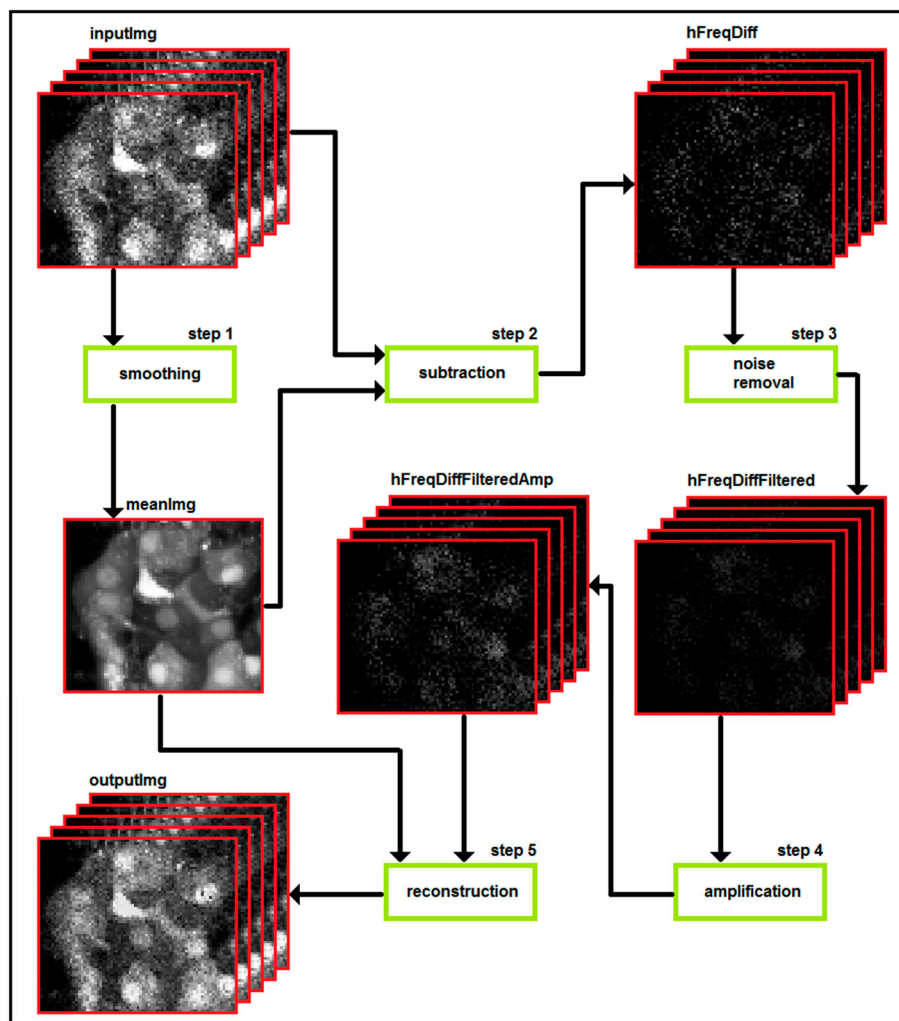 inputImg
hFreqDiff
step 1
smoothing
step 2
subtraction
step 3
noise
removal
meanImg
hFreqDiffFilteredAmp
hFreqDiffFiltered
outputImg
step 5
reconstruction
step 4
amplification